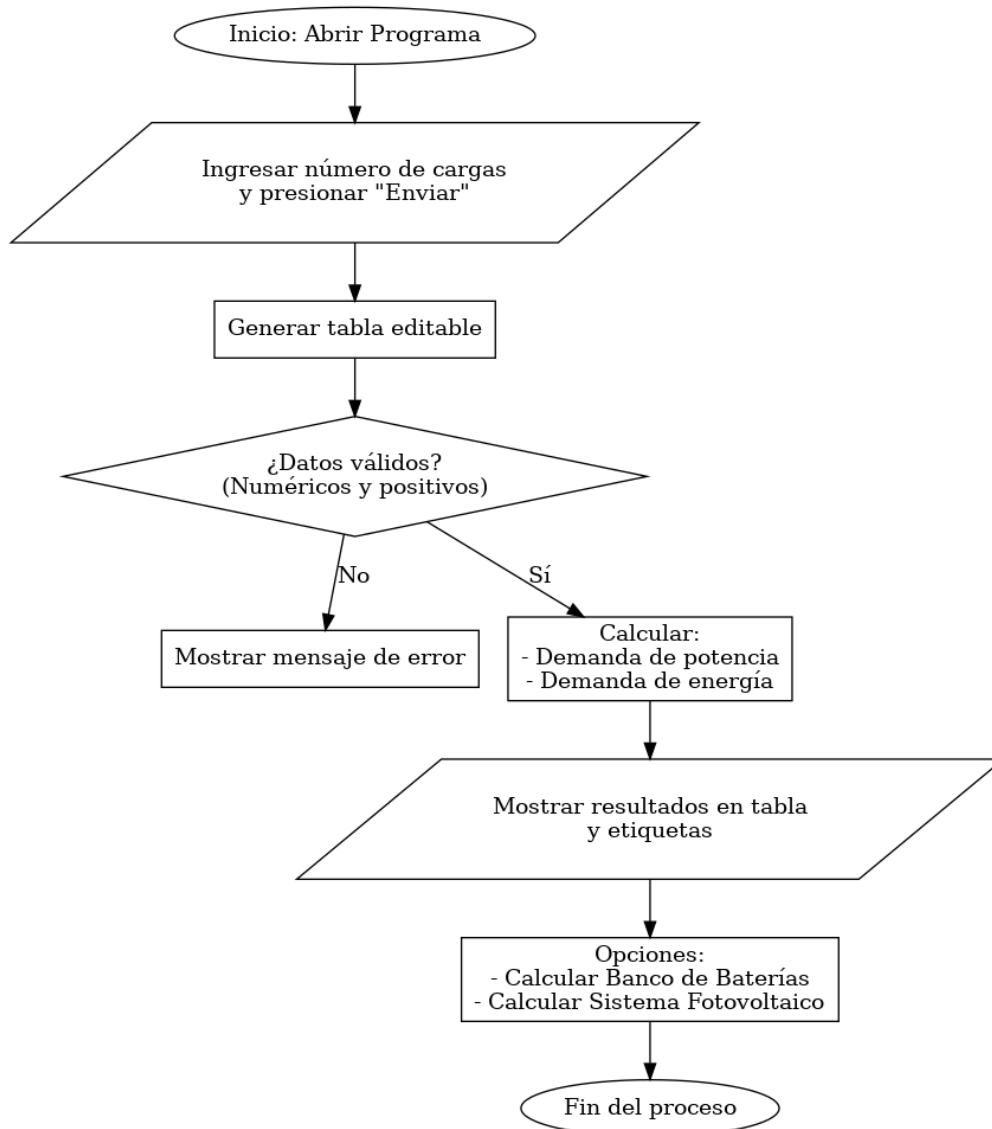 Inicio: Abrir Programa
Ingresar número de cargas
y presionar "Enviar"
Generar tabla editable
¿Datos válidos?
(Numéricos y positivos)
No
Sí
Mostrar mensaje de error
Calcular:
- Demanda de potencia
- Demanda de energía
Mostrar resultados en tabla
y etiquetas
Opciones:
- Calcular Banco de Baterías
- Calcular Sistema Fotovoltaico
Fin del proceso